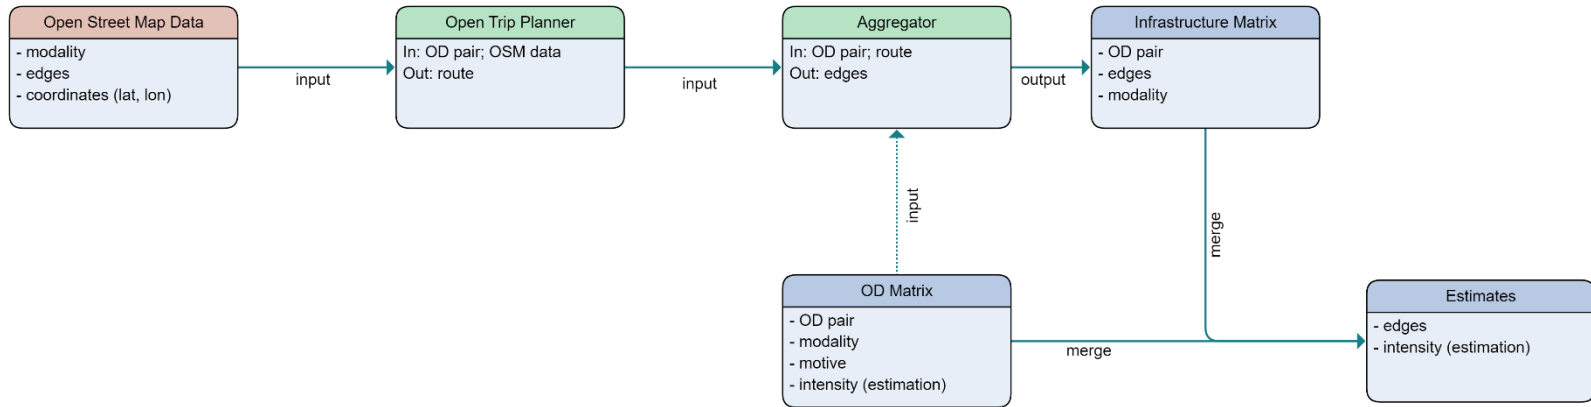 Open Street Map Data
- modality
- edges
- coordinates (lat, lon)
input
Open Trip Planner
In: OD pair; OSM data
Out: route
input
Aggregator
In: OD pair; route
Out: edges
output
Infrastructure Matrix
- OD pair
- edges
- modality
input
merge
OD Matrix
- OD pair
- modality
- motive
- intensity (estimation)
merge
Estimates
- edges
- intensity (estimation)